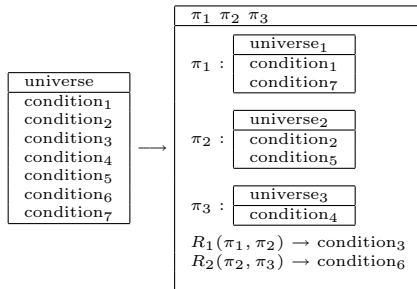 universe
condition₁
condition₂
condition₃
condition₄
condition₅
condition₆
condition₇
⟶
π₁ π₂ π₃
π₁ :
universe₁
condition₁
condition₇
π₂ :
universe₂
condition₂
condition₅
π₃ :
universe₃
condition₄
R₁(π₁, π₂) → condition₃
R₂(π₂, π₃) → condition₆